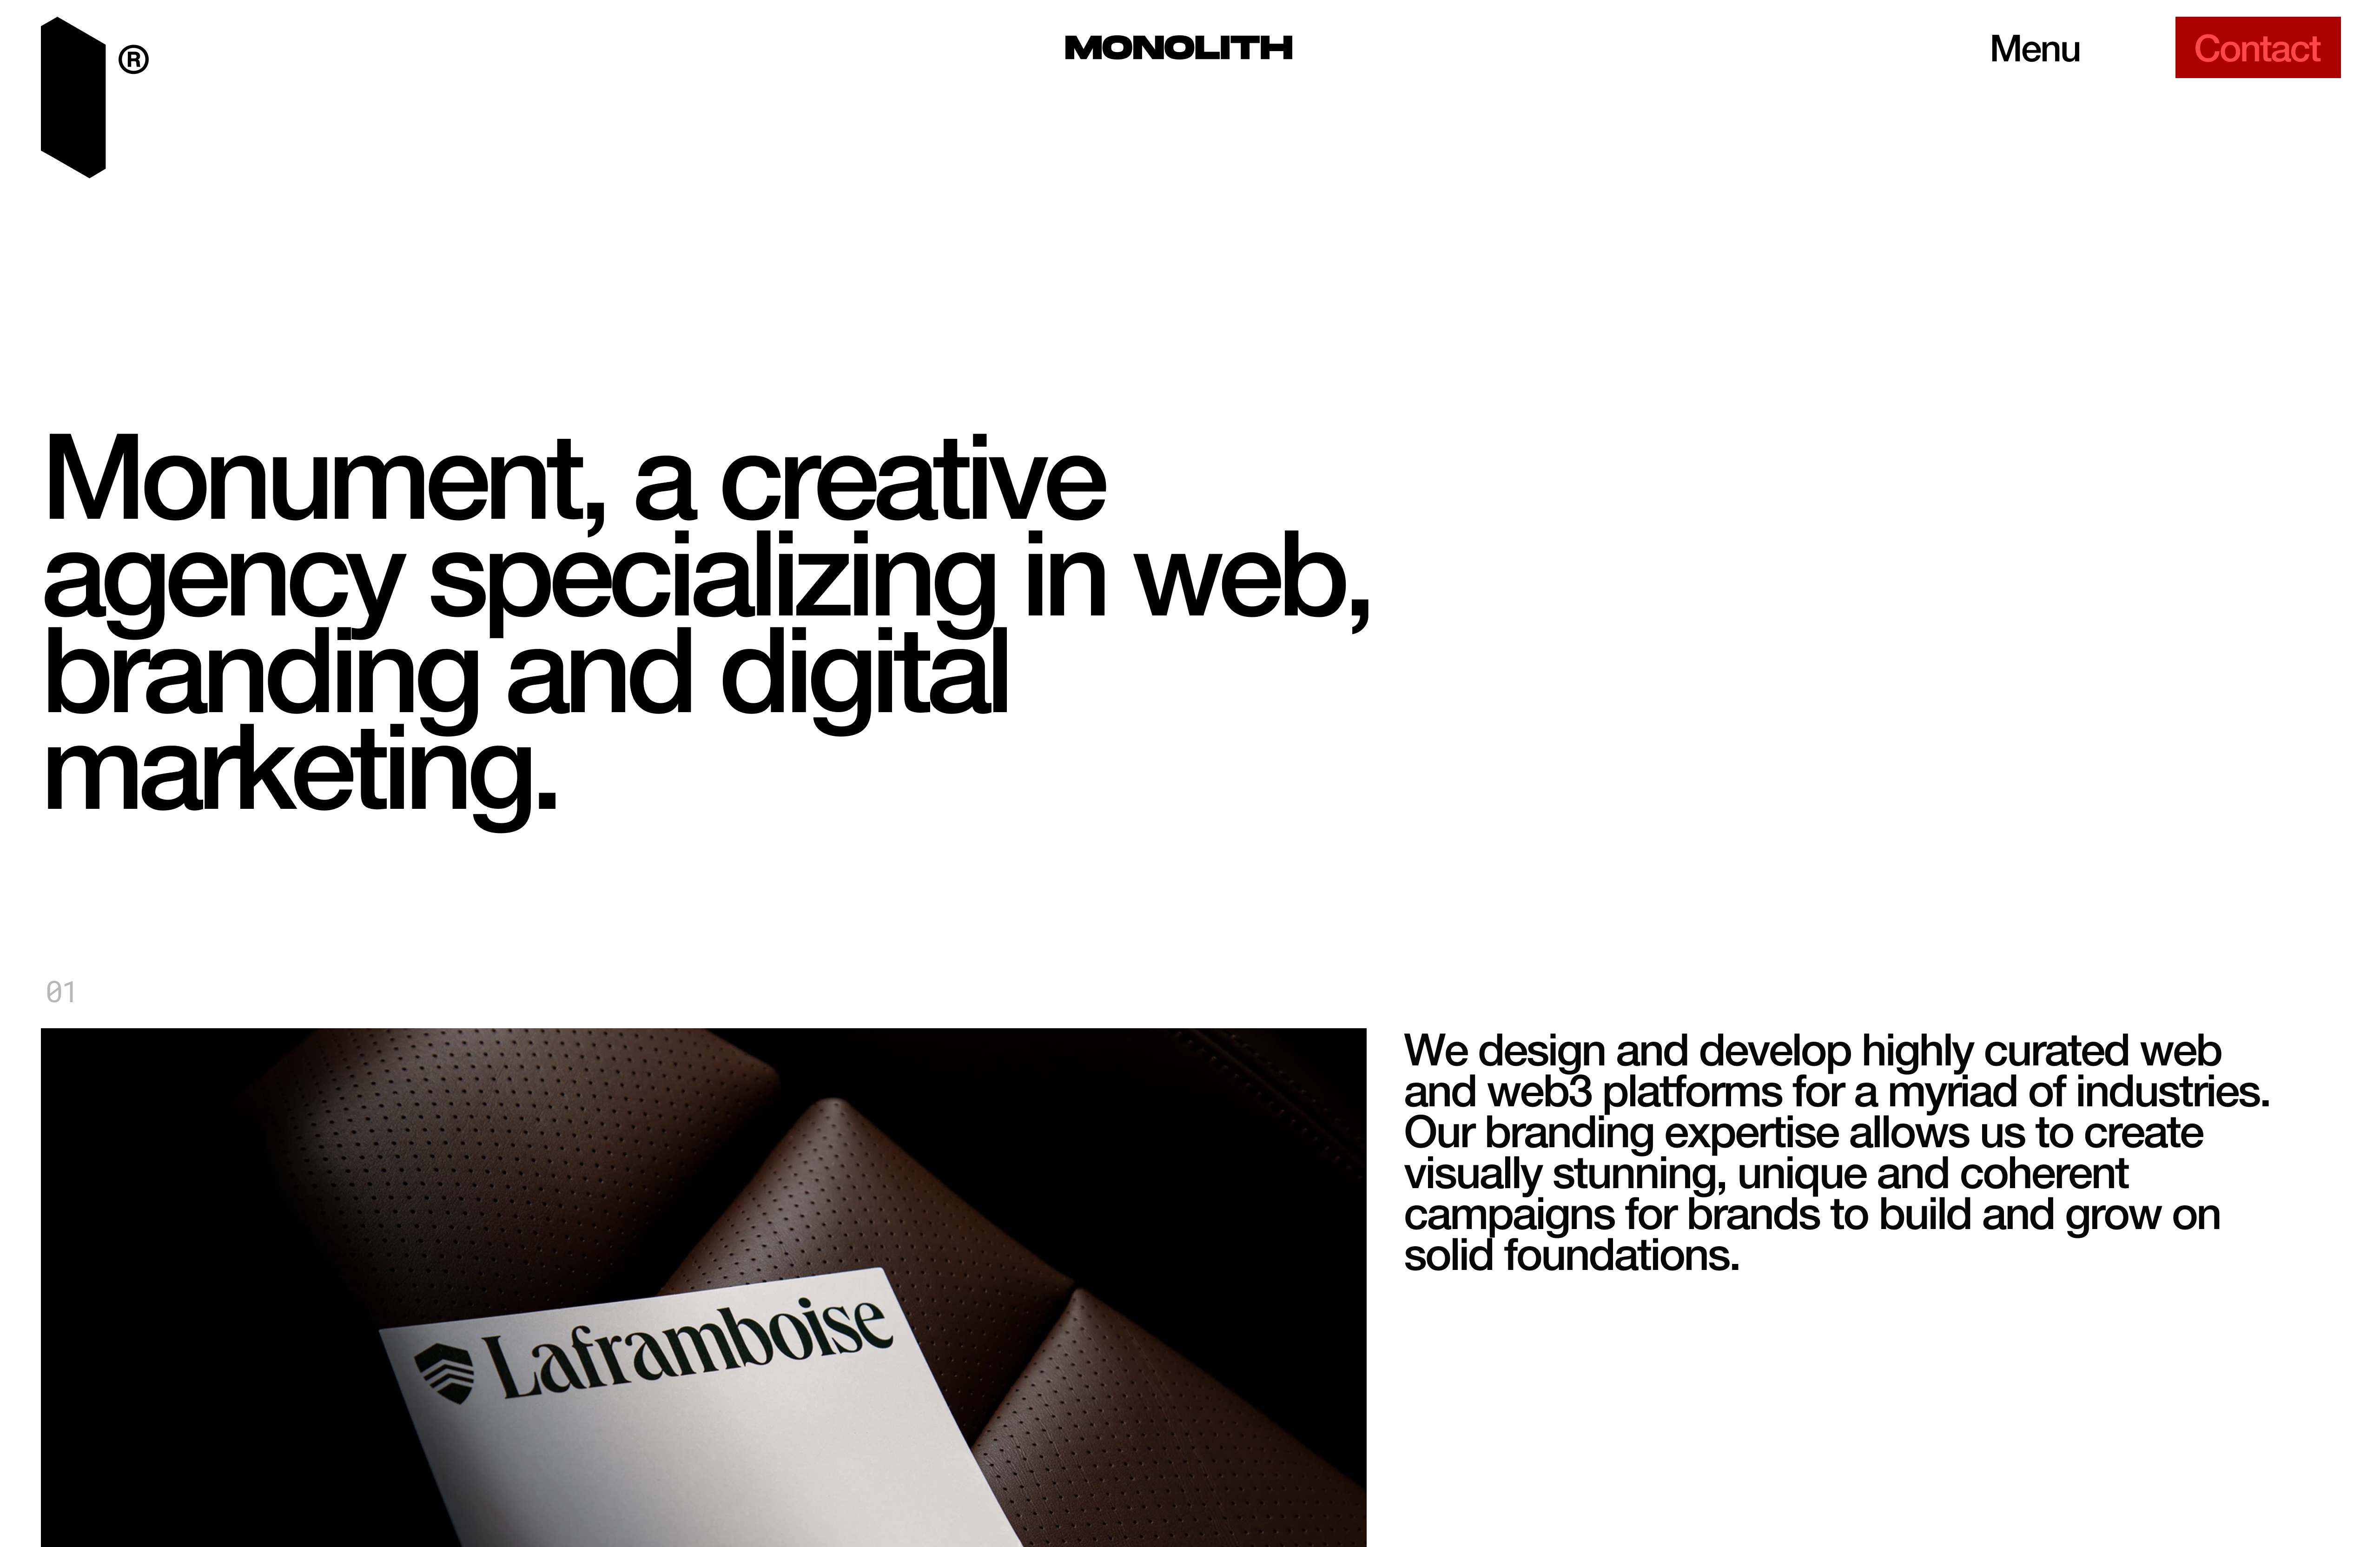 ®
MONOLITH
Menu
Contact
Monument, a creative
agency specializing in web,
branding and digital
marketing.
01
We design and develop highly curated web
and web3 platforms for a myriad of industries.
Our branding expertise allows us to create
visually stunning, unique and coherent
campaigns for brands to build and grow on
solid foundations.
Laframboise